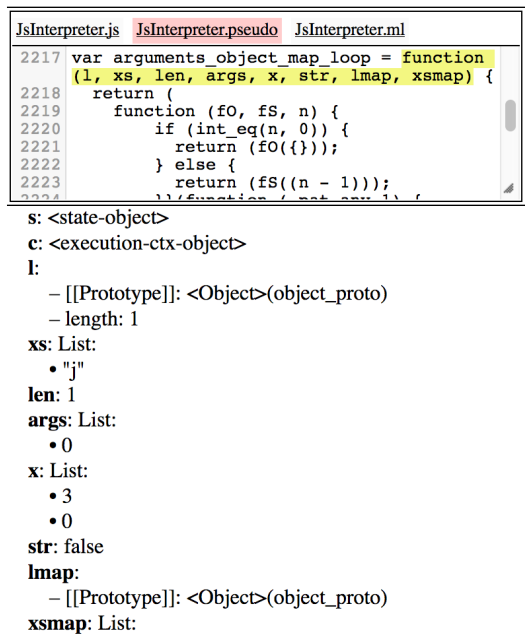 JsInterpreter.js JsInterpreter.pseudo JsInterpreter.ml
2217 var arguments_object_map_loop = function
(l, xs, len, args, x, str, lmap, xsmap) {
2218 return (
2219 function (fO, fS, n) {
2220 if (int_eq(n, 0)) {
2221 return (fO({}));
2222 } else {
2223 return (fS((n - 1)));
s: <state-object>
c: <execution-ctx-object>
l:
– [[Prototype]]: <Object>(object_proto)
– length: 1
xs: List:
• "j"
len: 1
args: List:
• 0
x: List:
• 3
• 0
str: false
lmap:
– [[Prototype]]: <Object>(object_proto)
xsmap: List: